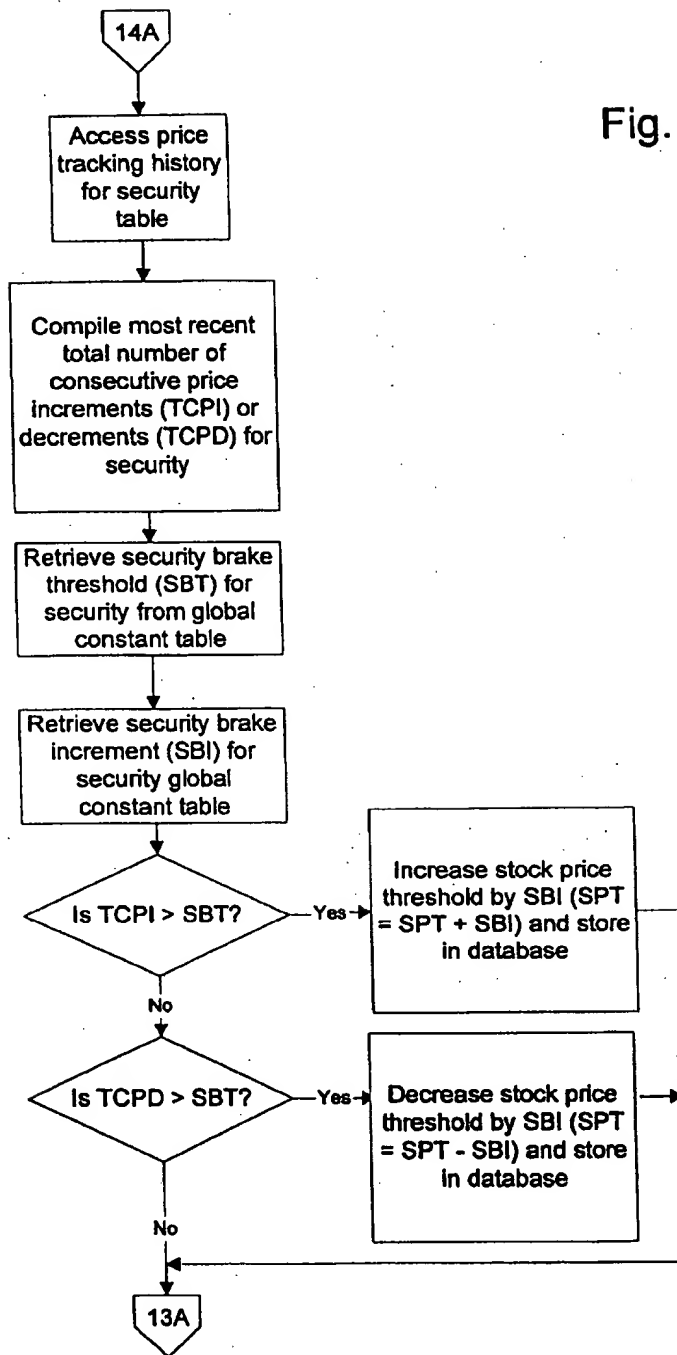 14A
Fig.
Access price
tracking history
for security
table
Compile most recent
total number of
consecutive price
increments (TCPI) or
decrements (TCPD) for
security
Retrieve security brake
threshold (SBT) for
security from global
constant table
Retrieve security brake
increment (SBI) for
security global
constant table
Is TCPI > SBT?
Yes
Increase stock price
threshold by SBI (SPT
= SPT + SBI) and store
in database
No
Is TCPD > SBT?
Yes
Decrease stock price
threshold by SBI (SPT
= SPT - SBI) and store
in database
No
13A